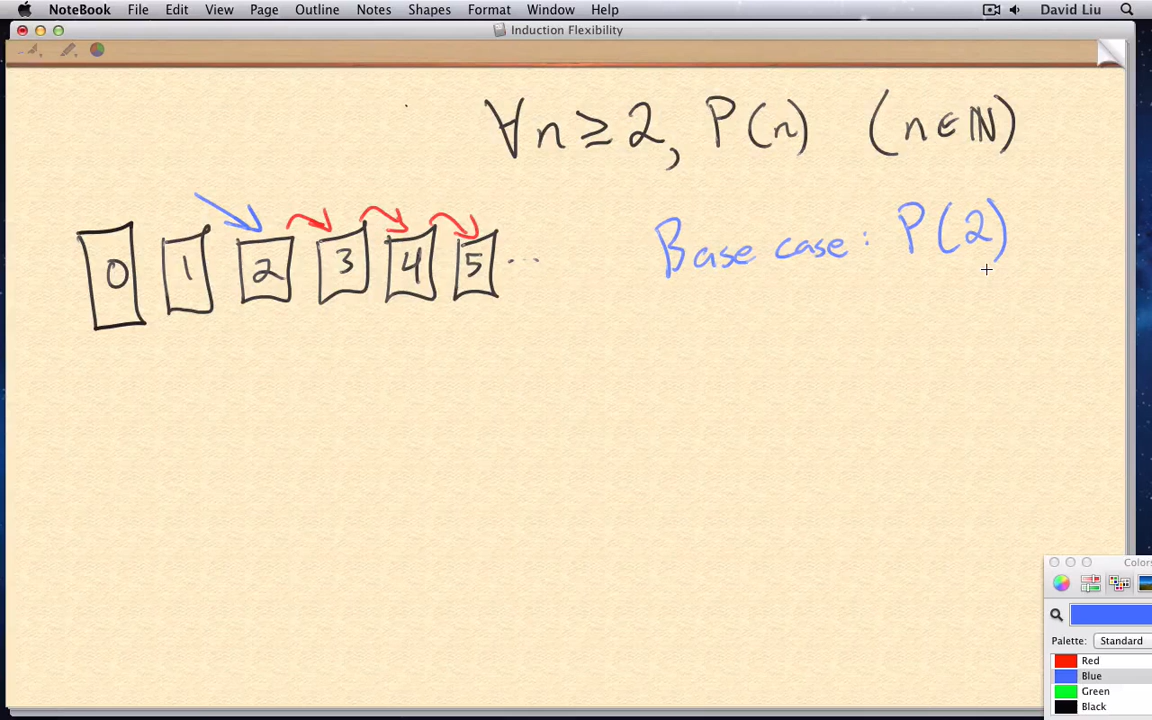 NoteBook File Edit View Page Outline Notes Shapes Format Window Help David Liu
Induction Flexibility
∀n≥2, P(n) (n∈ℕ)
0 1 2 3 4 5 ...
Base case: P(2)
Colors
Palette: Standard
Red
Blue
Green
Black